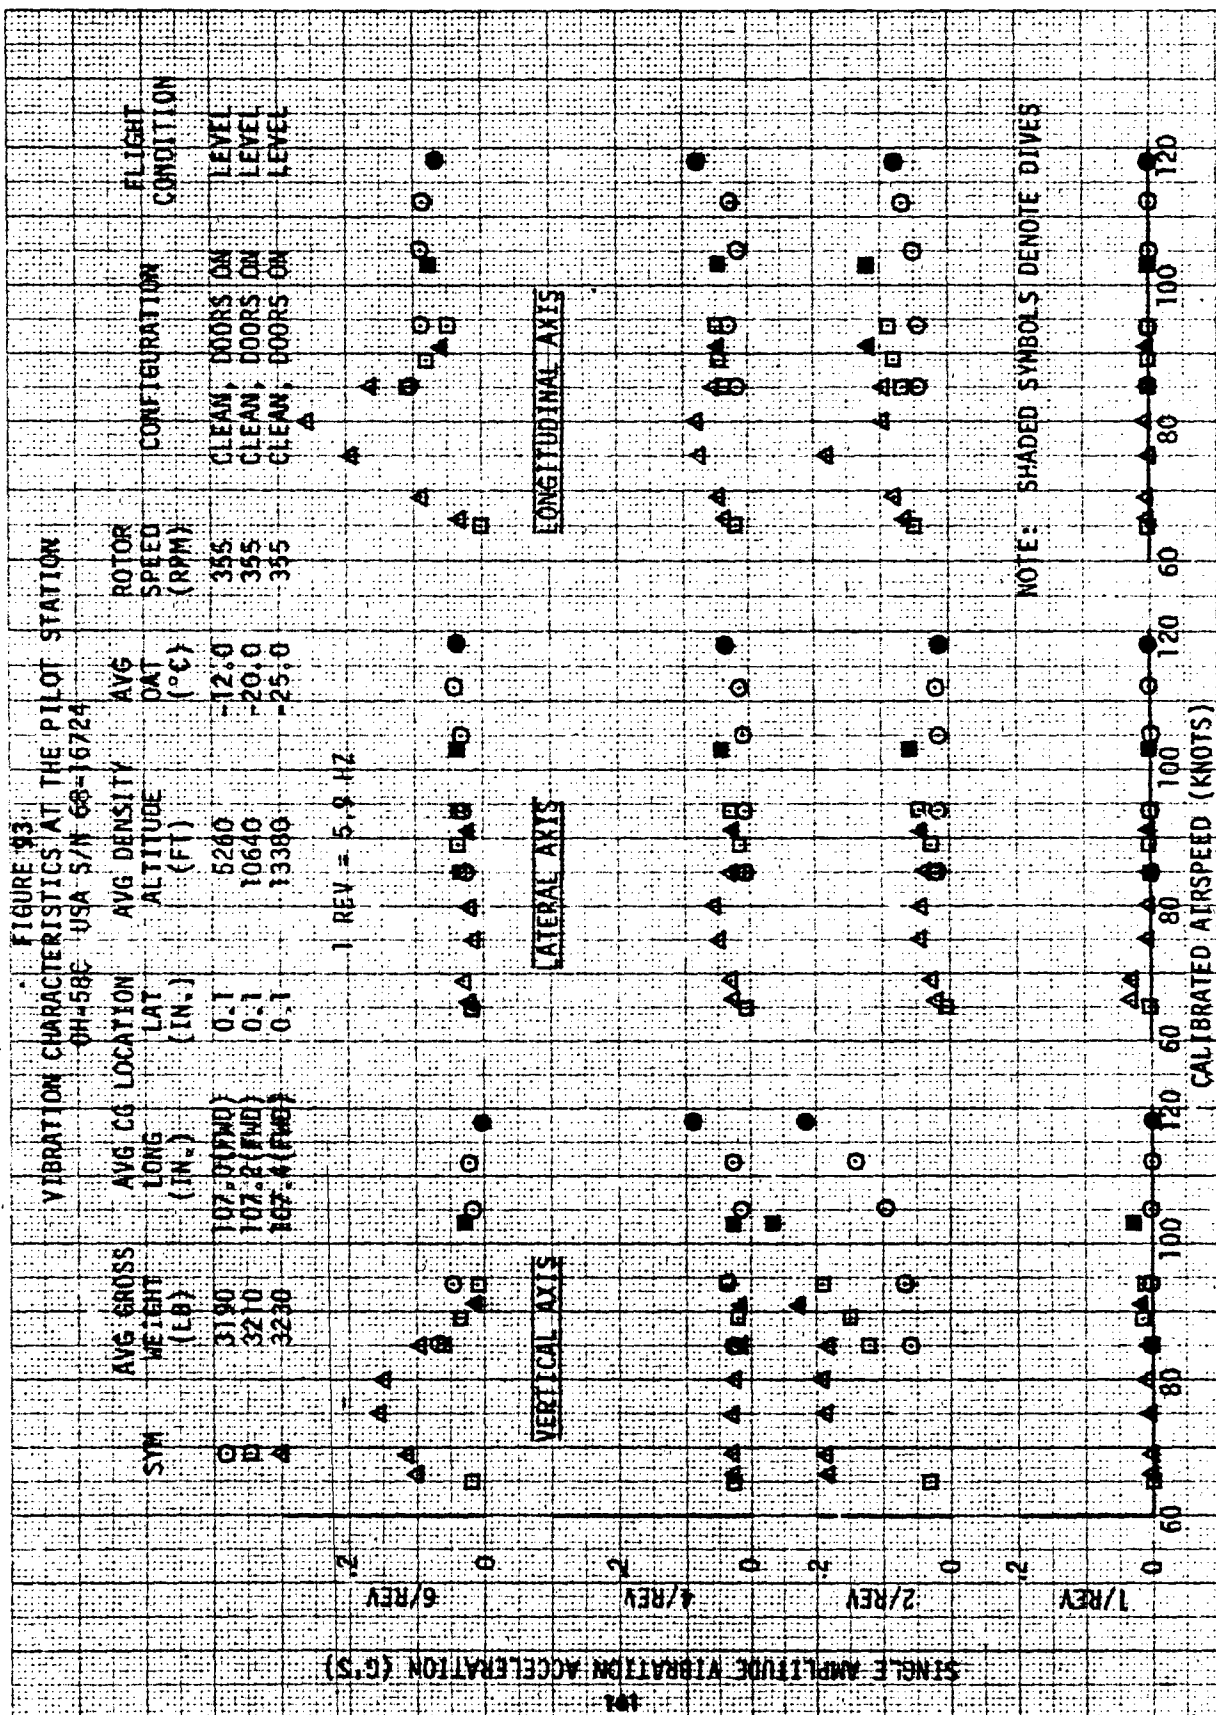 FIGURE 93
VIBRATION CHARACTERISTICS AT THE PILOT STATION
OH-58C USA S/N 68-16724
SYM
AVG GROSS WEIGHT (LB)
AVG CG LOCATION
LONG (IN.)
LAT (IN.)
AVG DENSITY ALTITUDE (FT)
AVG OAT (°C)
ROTOR SPEED (RPM)
CONFIGURATION
FLIGHT CONDITION
3190 107.0(FWD) 0.1 5260 -12.0 355 CLEAN, DOORS ON LEVEL
3210 107.2(FWD) 0.1 10640 -20.0 355 CLEAN, DOORS ON LEVEL
3230 107.4(FWD) 0.1 13380 -25.0 355 CLEAN, DOORS ON LEVEL
1 REV = 5.9 HZ
VERTICAL AXIS
LATERAL AXIS
LONGITUDINAL AXIS
SINGLE AMPLITUDE VIBRATION ACCELERATION (G'S)
6/REV
.2
0
4/REV
.2
0
2/REV
.2
0
1/REV
.2
0
NOTE: SHADED SYMBOLS DENOTE DIVES
60 80 100 120
60 80 100 120
60 80 100 120
CALIBRATED AIRSPEED (KNOTS)
191